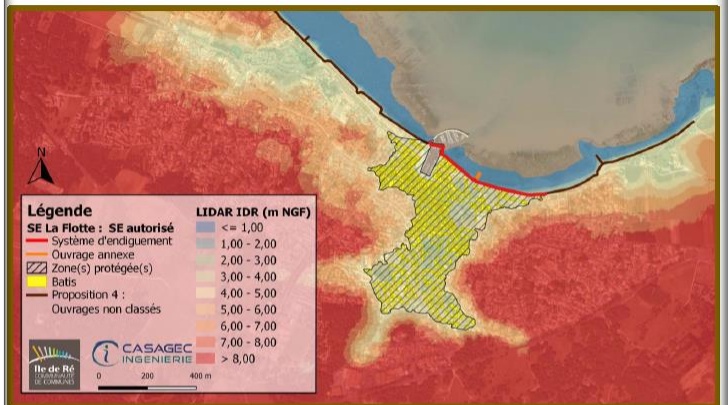 N
Légende
SE La Flotte : SE autorisé
Système d'endiguement
Ouvrage annexe
Zone(s) protégée(s)
Batis
Proposition 4 :
Ouvrages non classés
LIDAR IDR (m NGF)
<= 1,00
1,00 - 2,00
2,00 - 3,00
3,00 - 4,00
4,00 - 5,00
5,00 - 6,00
6,00 - 7,00
7,00 - 8,00
> 8,00
Ile de Ré
COMMUNAUTÉ
DE COMMUNES
CASAGEC
INGENIERIE
0 200 400 m